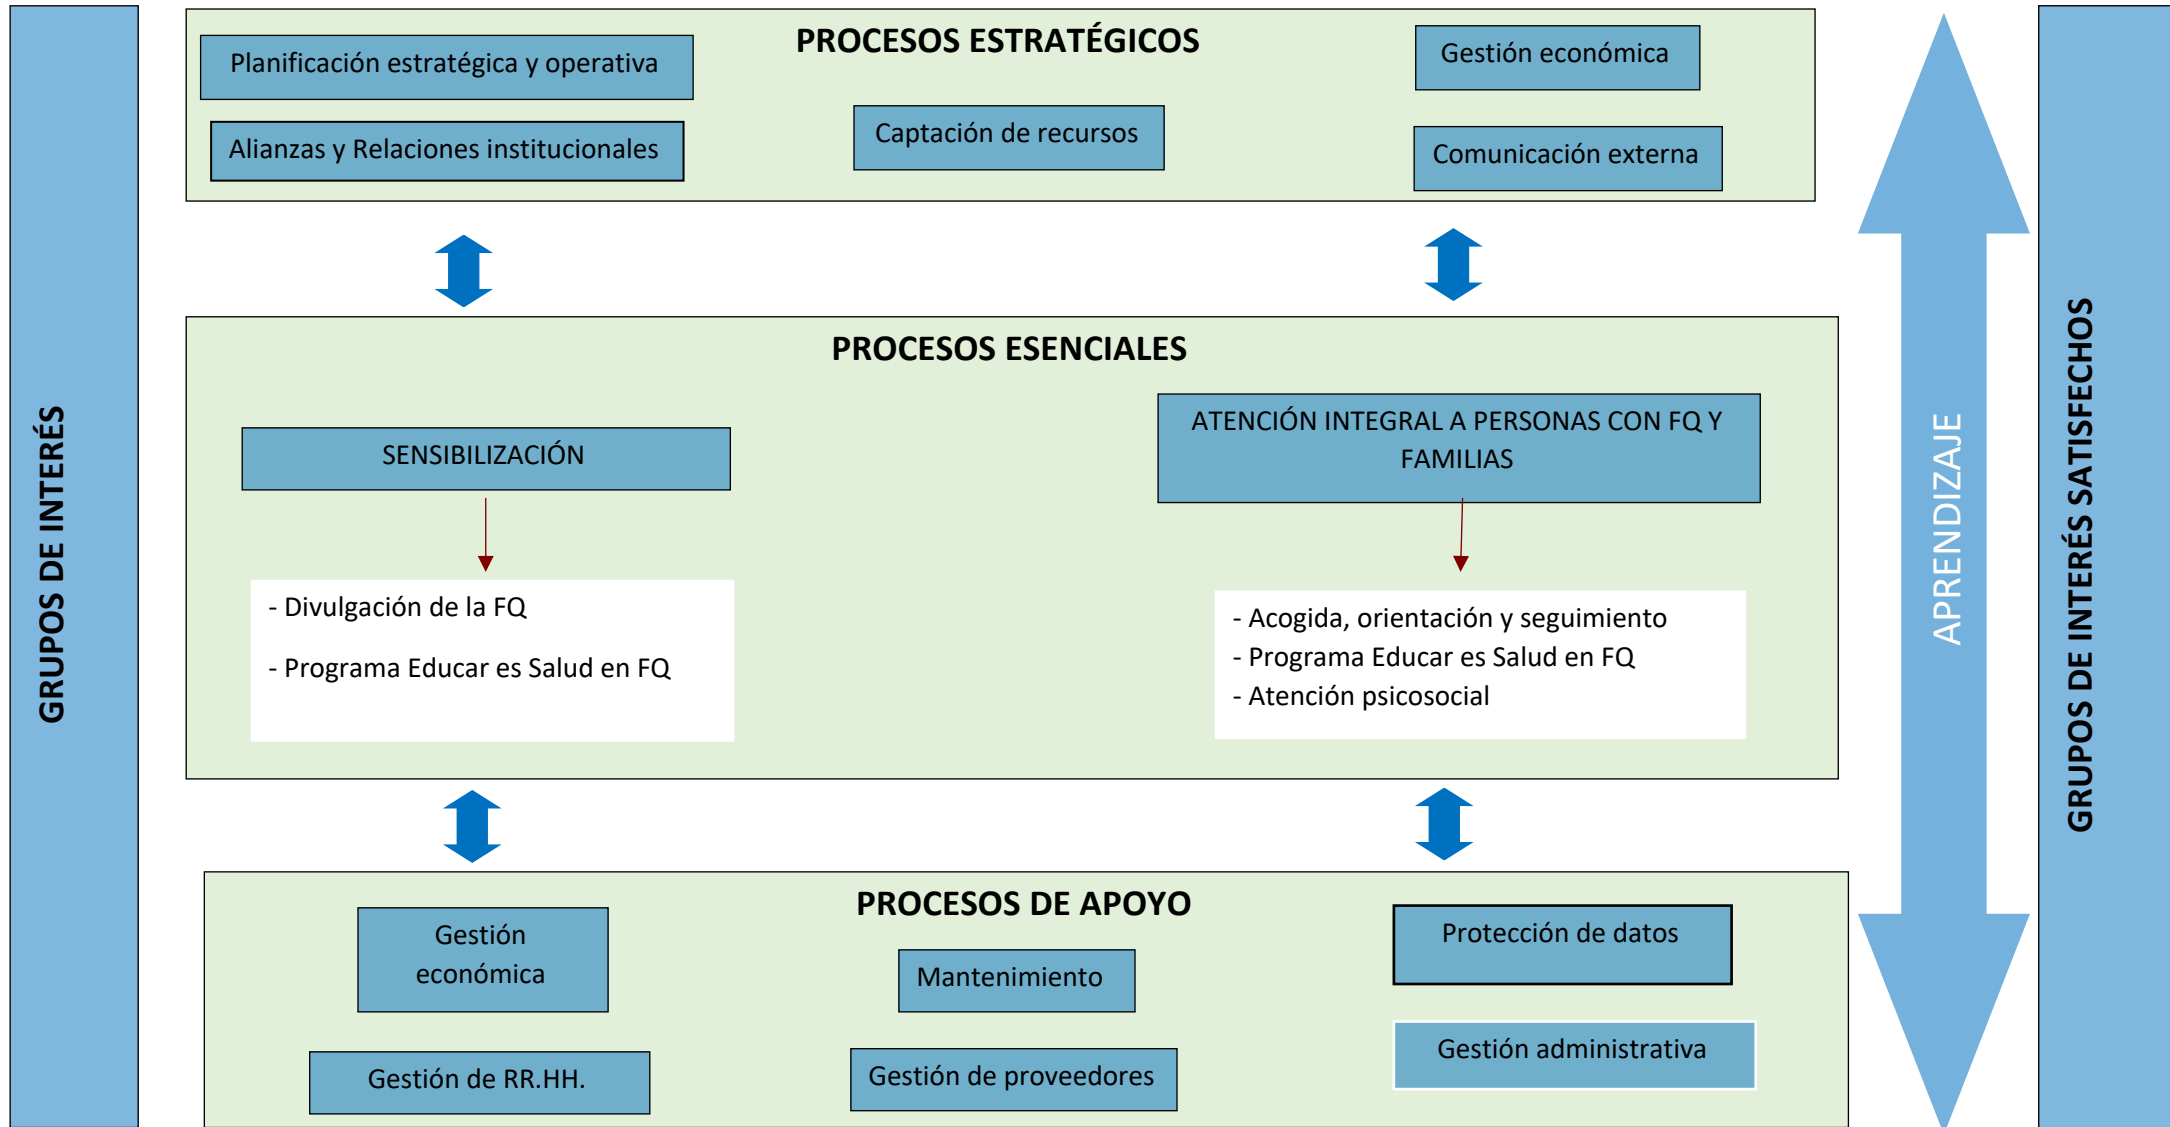 GRUPOS DE INTERÉS
PROCESOS ESTRATÉGICOS
Planificación estratégica y operativa
Alianzas y Relaciones institucionales
Captación de recursos
Gestión económica
Comunicación externa
PROCESOS ESENCIALES
SENSIBILIZACIÓN
- Divulgación de la FQ
- Programa Educar es Salud en FQ
ATENCIÓN INTEGRAL A PERSONAS CON FQ Y
FAMILIAS
- Acogida, orientación y seguimiento
- Programa Educar es Salud en FQ
- Atención psicosocial
PROCESOS DE APOYO
Gestión
económica
Gestión de RR.HH.
Mantenimiento
Gestión de proveedores
Protección de datos
Gestión administrativa
APRENDIZAJE
GRUPOS DE INTERÉS SATISFECHOS